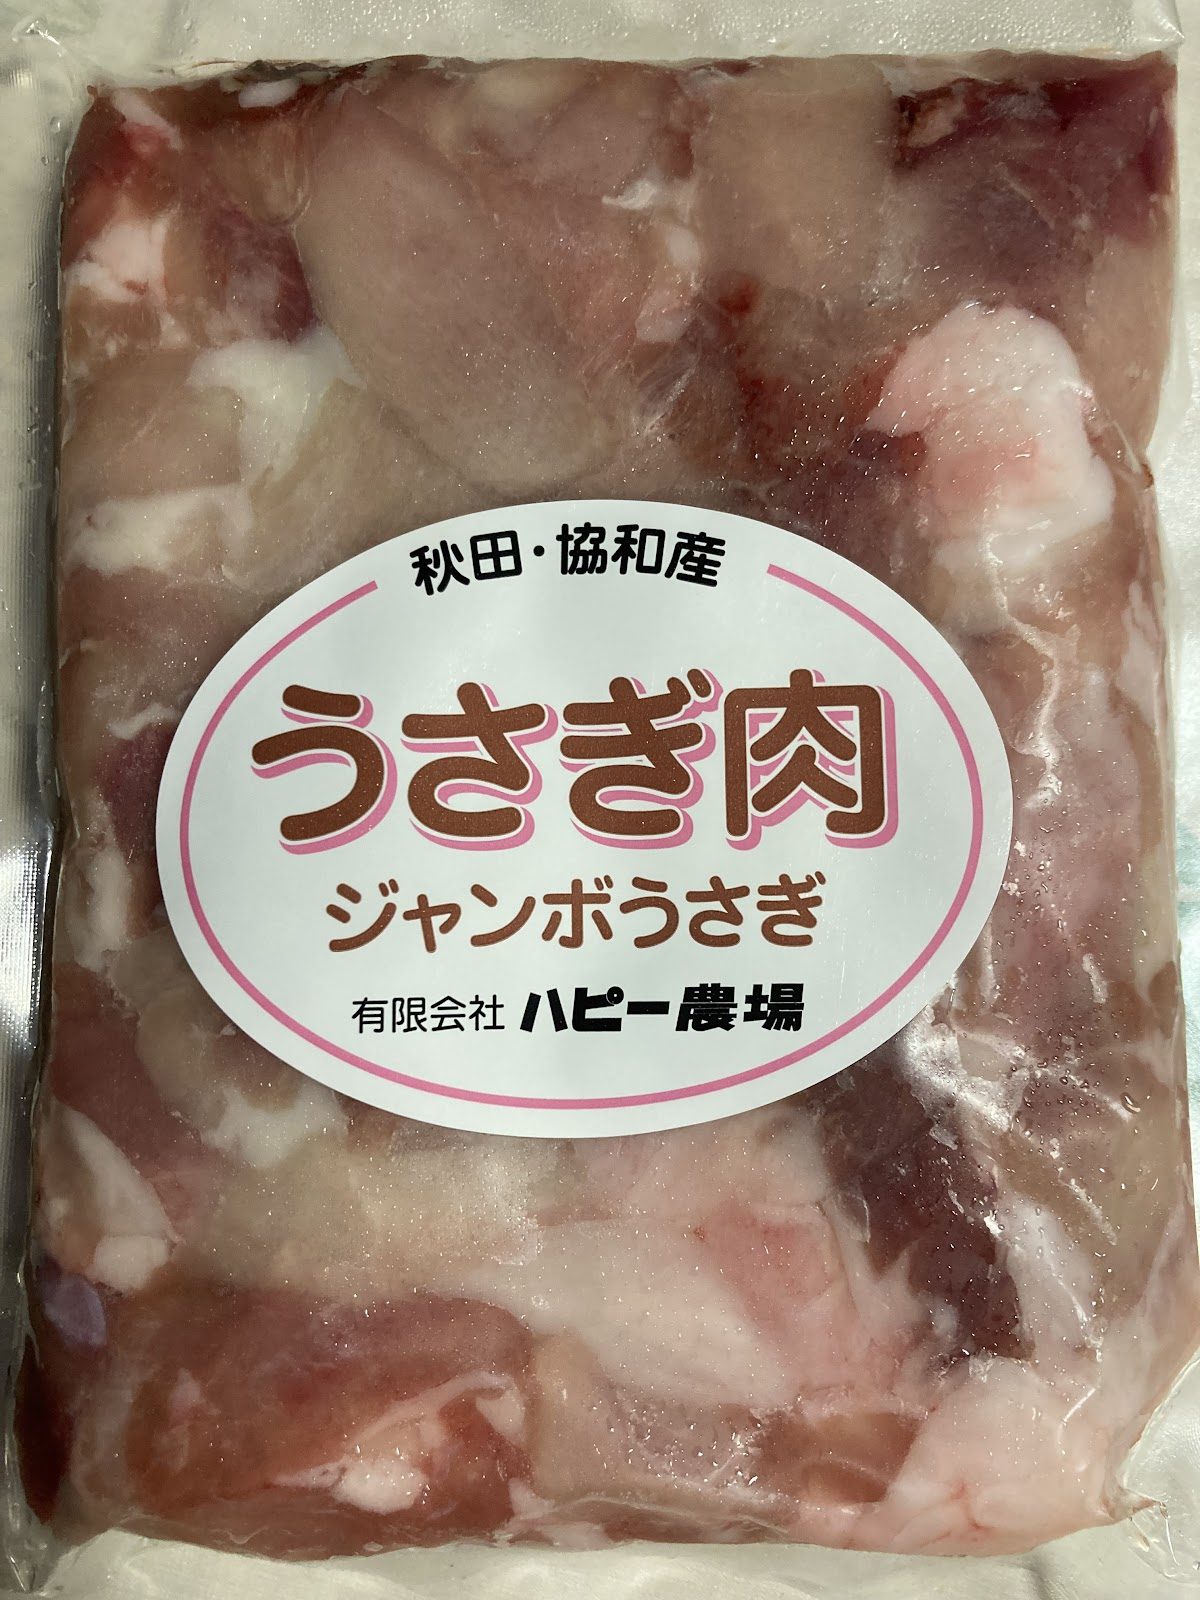 秋田・協和産
うさぎ肉
ジャンボうさぎ
有限会社 ハピー農場